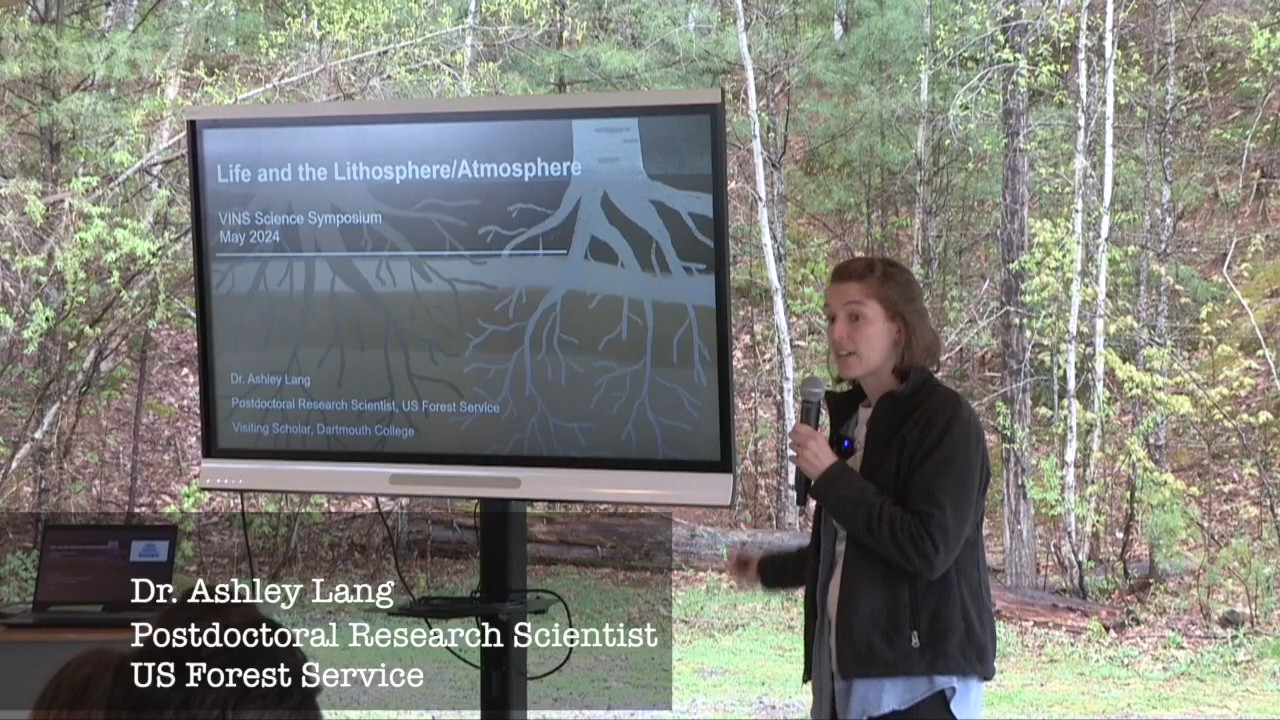 Life and the Lithosphere/Atmosphere
VINS Science Symposium
May 2024
Dr. Ashley Lang
Postdoctoral Research Scientist, US Forest Service
Visiting Scholar, Dartmouth College
Dr. Ashley Lang
Postdoctoral Research Scientist
US Forest Service